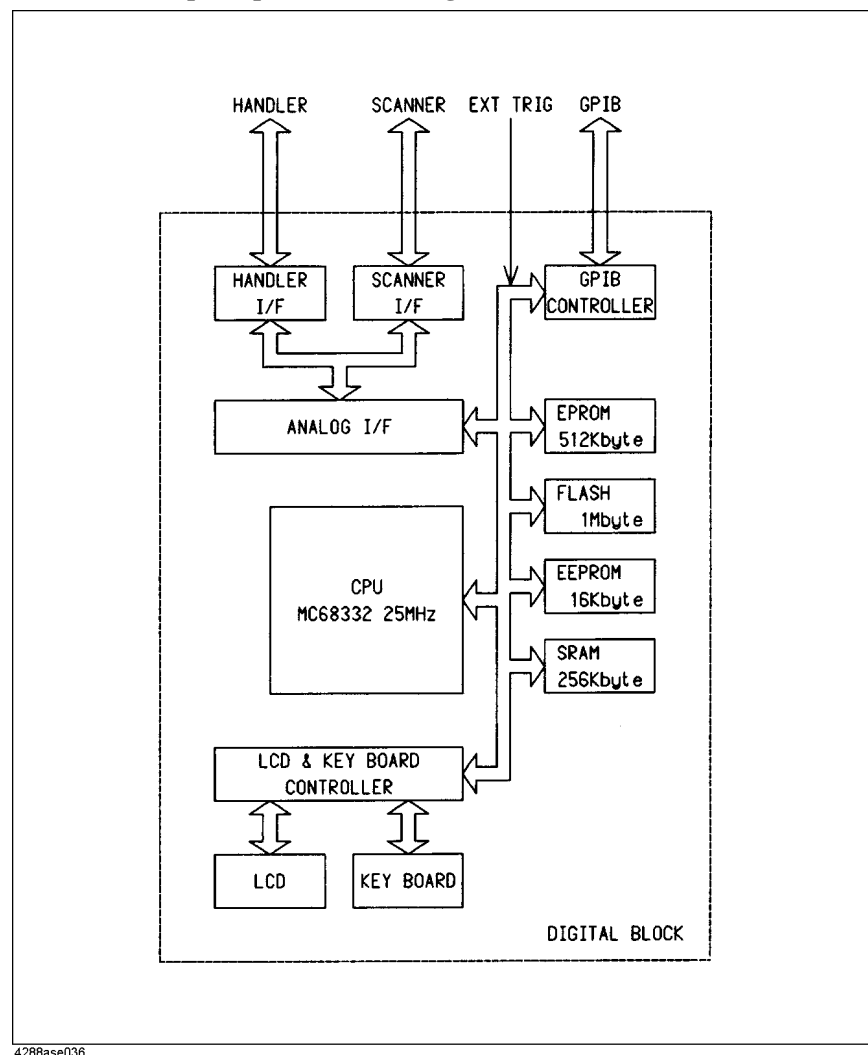 HANDLER SCANNER EXT TRIG GPIB
HANDLER
I/F
SCANNER
I/F
GPIB
CONTROLLER
ANALOG I/F
EPROM
512Kbyte
FLASH
1Mbyte
CPU
MC68332 25MHz
EEPROM
16Kbyte
SRAM
256Kbyte
LCD & KEY BOARD
CONTROLLER
LCD
KEY BOARD
DIGITAL BLOCK
4288ase036